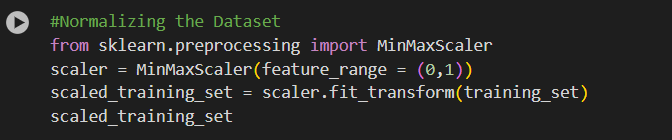 #Normalizing the Dataset
from sklearn.preprocessing import MinMaxScaler
scaler = MinMaxScaler(feature_range = (0,1))
scaled_training_set = scaler.fit_transform(training_set)
scaled_training_set